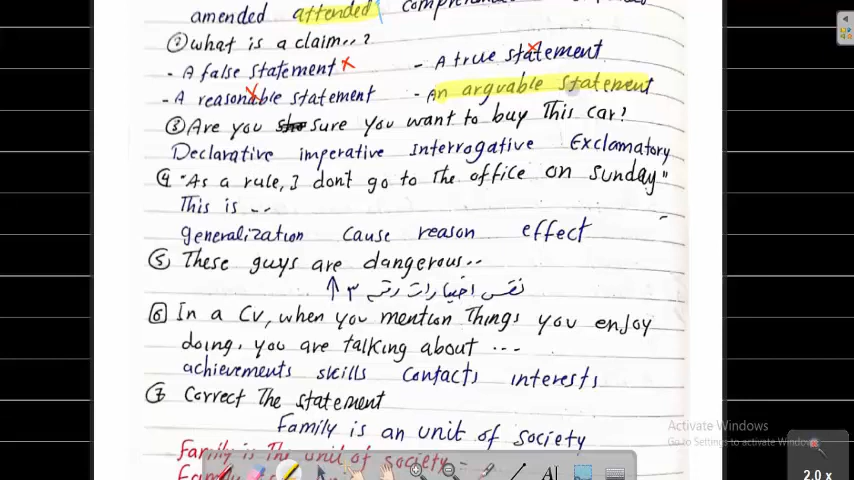 amended attended
② What is a claim..?
- A false statement - A true statement
- A reasonable statement - An arguable statement
③ Are you sure you want to buy This car?
Declarative imperative Interrogative Exclamatory
④ "As a rule, I don't go to The office on Sunday"
This is ...
generalization cause reason effect
⑤ These guys are dangerous..
نفس اختيارات رقم ٣ ↑
⑥ In a CV, when you mention Things you enjoy
doing, you are talking about ...
achievements skills contacts interests
⑦ Correct The statement
Family is an unit of society
Family is The unit of society
Activate Windows
Go to Settings to activate Windows.
A|
2.0 x